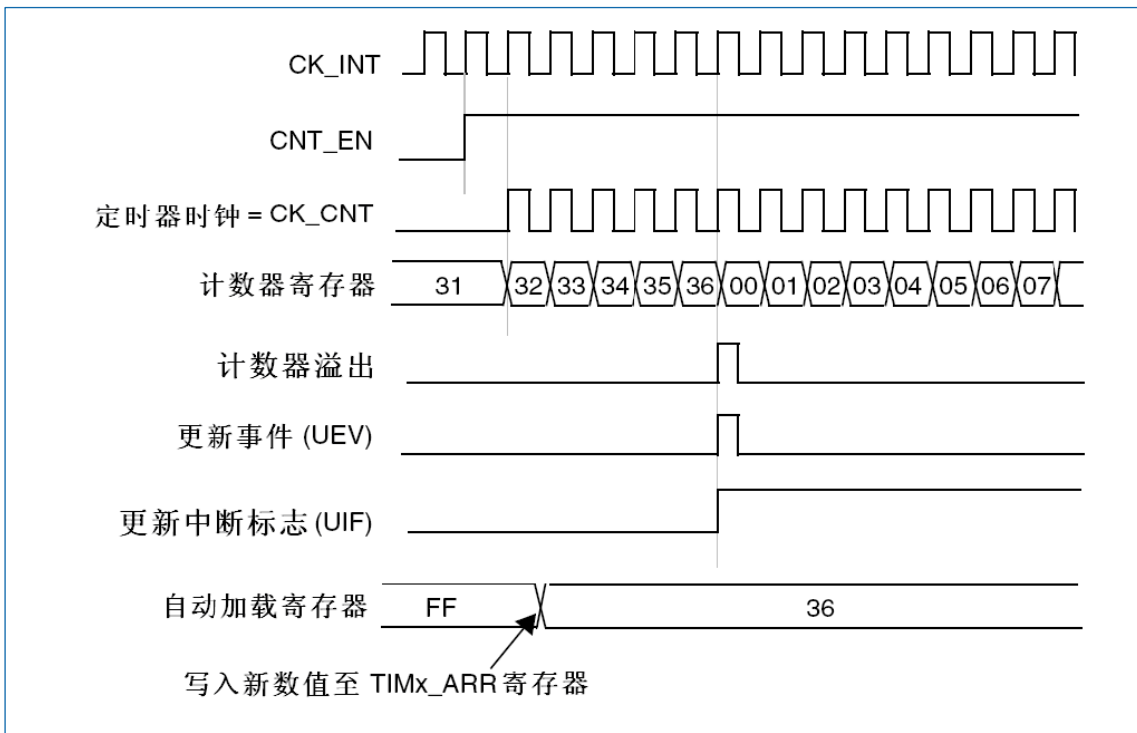 CK_INT
CNT_EN
定时器时钟 = CK_CNT
计数器寄存器 31 32 33 34 35 36 00 01 02 03 04 05 06 07
计数器溢出
更新事件 (UEV)
更新中断标志 (UIF)
自动加载寄存器 FF 36
写入新数值至 TIMx_ARR 寄存器